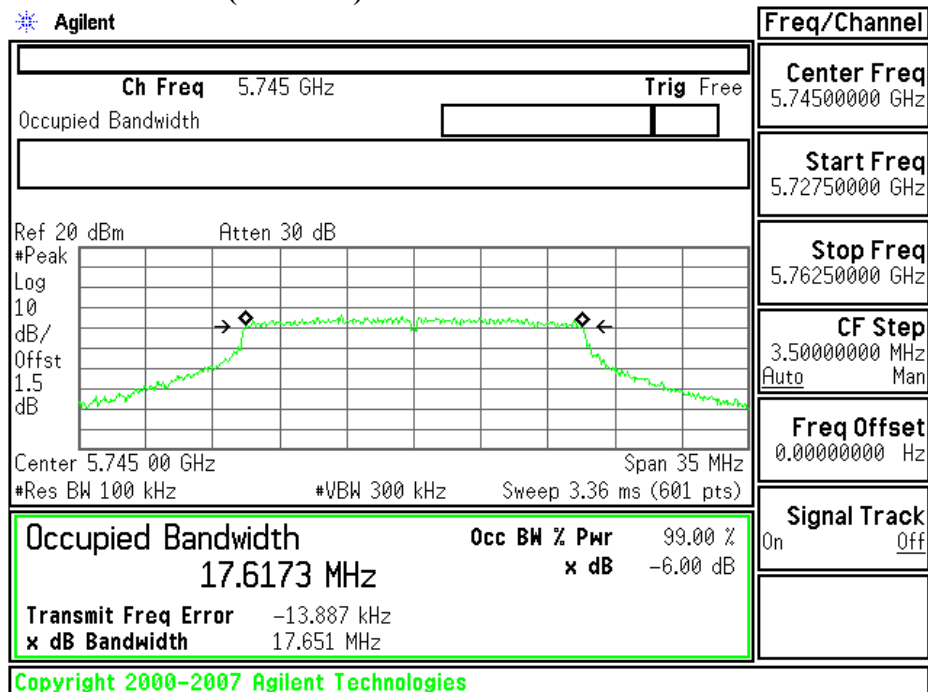 Agilent
Freq/Channel
Ch Freq 5.745 GHz Trig Free
Occupied Bandwidth
Center Freq
5.74500000 GHz
Start Freq
5.72750000 GHz
Stop Freq
5.76250000 GHz
CF Step
3.50000000 MHz
Auto Man
Freq Offset
0.00000000 Hz
Signal Track
On Off
Ref 20 dBm Atten 30 dB
#Peak
Log
10
dB/
Offst
1.5
dB
Center 5.745 00 GHz Span 35 MHz
#Res BW 100 kHz #VBW 300 kHz Sweep 3.36 ms (601 pts)
Occupied Bandwidth Occ BW % Pwr 99.00 %
17.6173 MHz x dB -6.00 dB
Transmit Freq Error -13.887 kHz
x dB Bandwidth 17.651 MHz
Copyright 2000-2007 Agilent Technologies